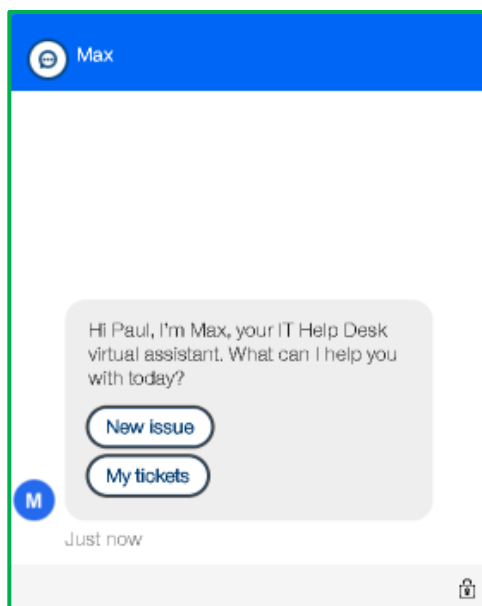 Max
Hi Paul, I'm Max, your IT Help Desk
virtual assistant. What can I help you
with today?
New issue
My tickets
M
Just now